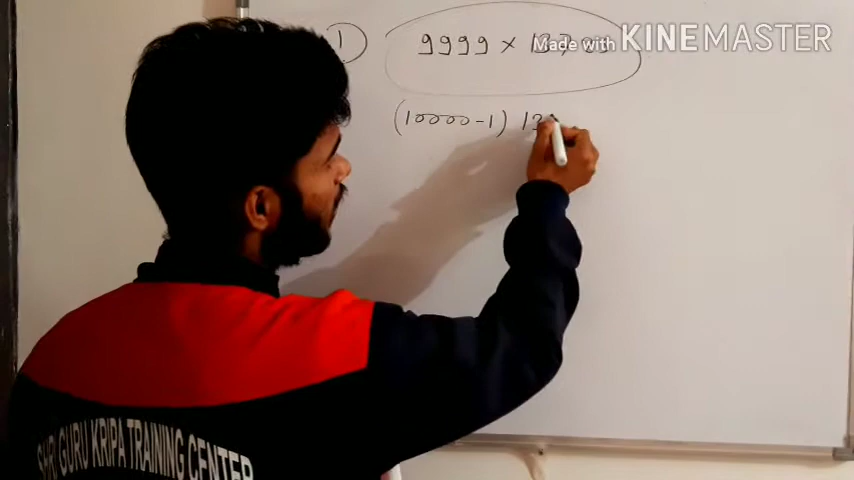 1
9999 ×
Made with KINEMASTER
(10000-1)
SHRI GURU KRIPA TRAINING CENTER